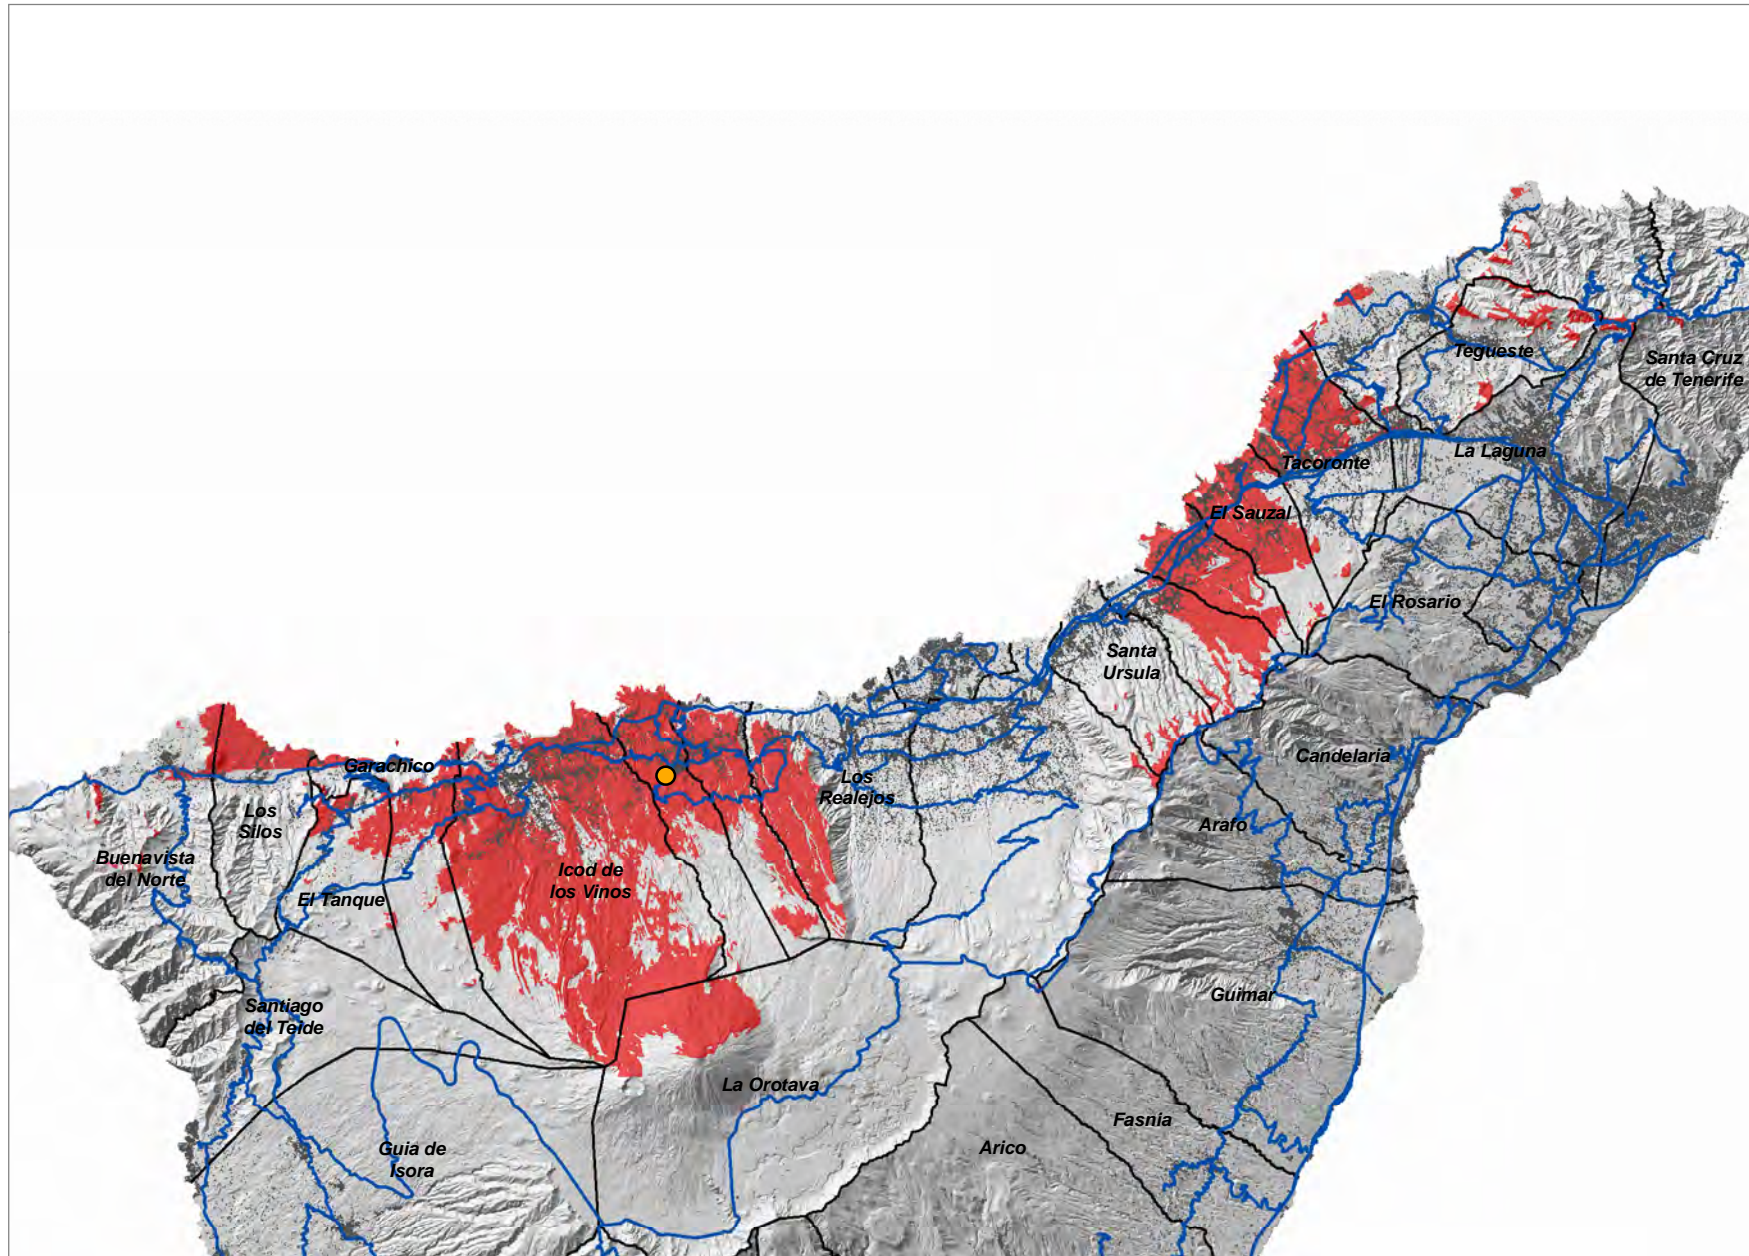 Tegueste
Santa Cruz
de Tenerife
La Laguna
Tacoronte
El Sauzal
El Rosario
Santa
Ursula
Candelaria
Garachico
Los
Realejos
Los
Silos
Arafo
Buenavista
del Norte
Icod de
los Vinos
El Tanque
Guimar
Santiago
del Teide
La Orotava
Fasnia
Guia de
Isora
Arico